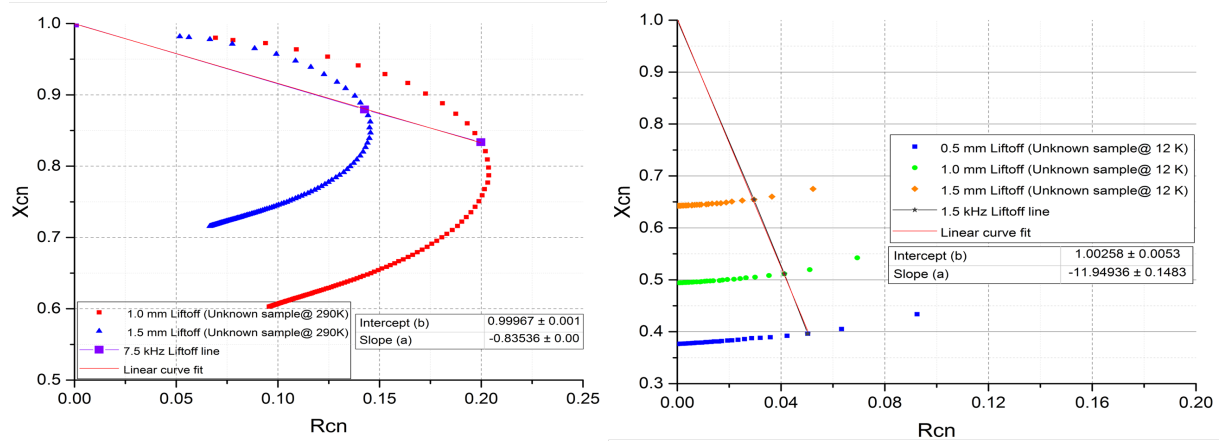 1.0
0.9
0.8
0.7
0.6
0.5
Xcn
0.00
0.05
0.10
0.15
0.20
0.25
Rcn
1.0 mm Liftoff (Unknown sample@ 290K)
1.5 mm Liftoff (Unknown sample@ 290K)
7.5 kHz Liftoff line
Linear curve fit
Intercept (b) 0.99967 ± 0.001
Slope (a) -0.83536 ± 0.00
1.0
0.9
0.8
0.7
0.6
0.5
0.4
0.3
Xcn
0.00
0.04
0.08
0.12
0.16
0.20
Rcn
0.5 mm Liftoff (Unknown sample@ 12 K)
1.0 mm Liftoff (Unknown sample@ 12 K)
1.5 mm Liftoff (Unknown sample@ 12 K)
1.5 kHz Liftoff line
Linear curve fit
Intercept (b) 1.00258 ± 0.0053
Slope (a) -11.94936 ± 0.1483